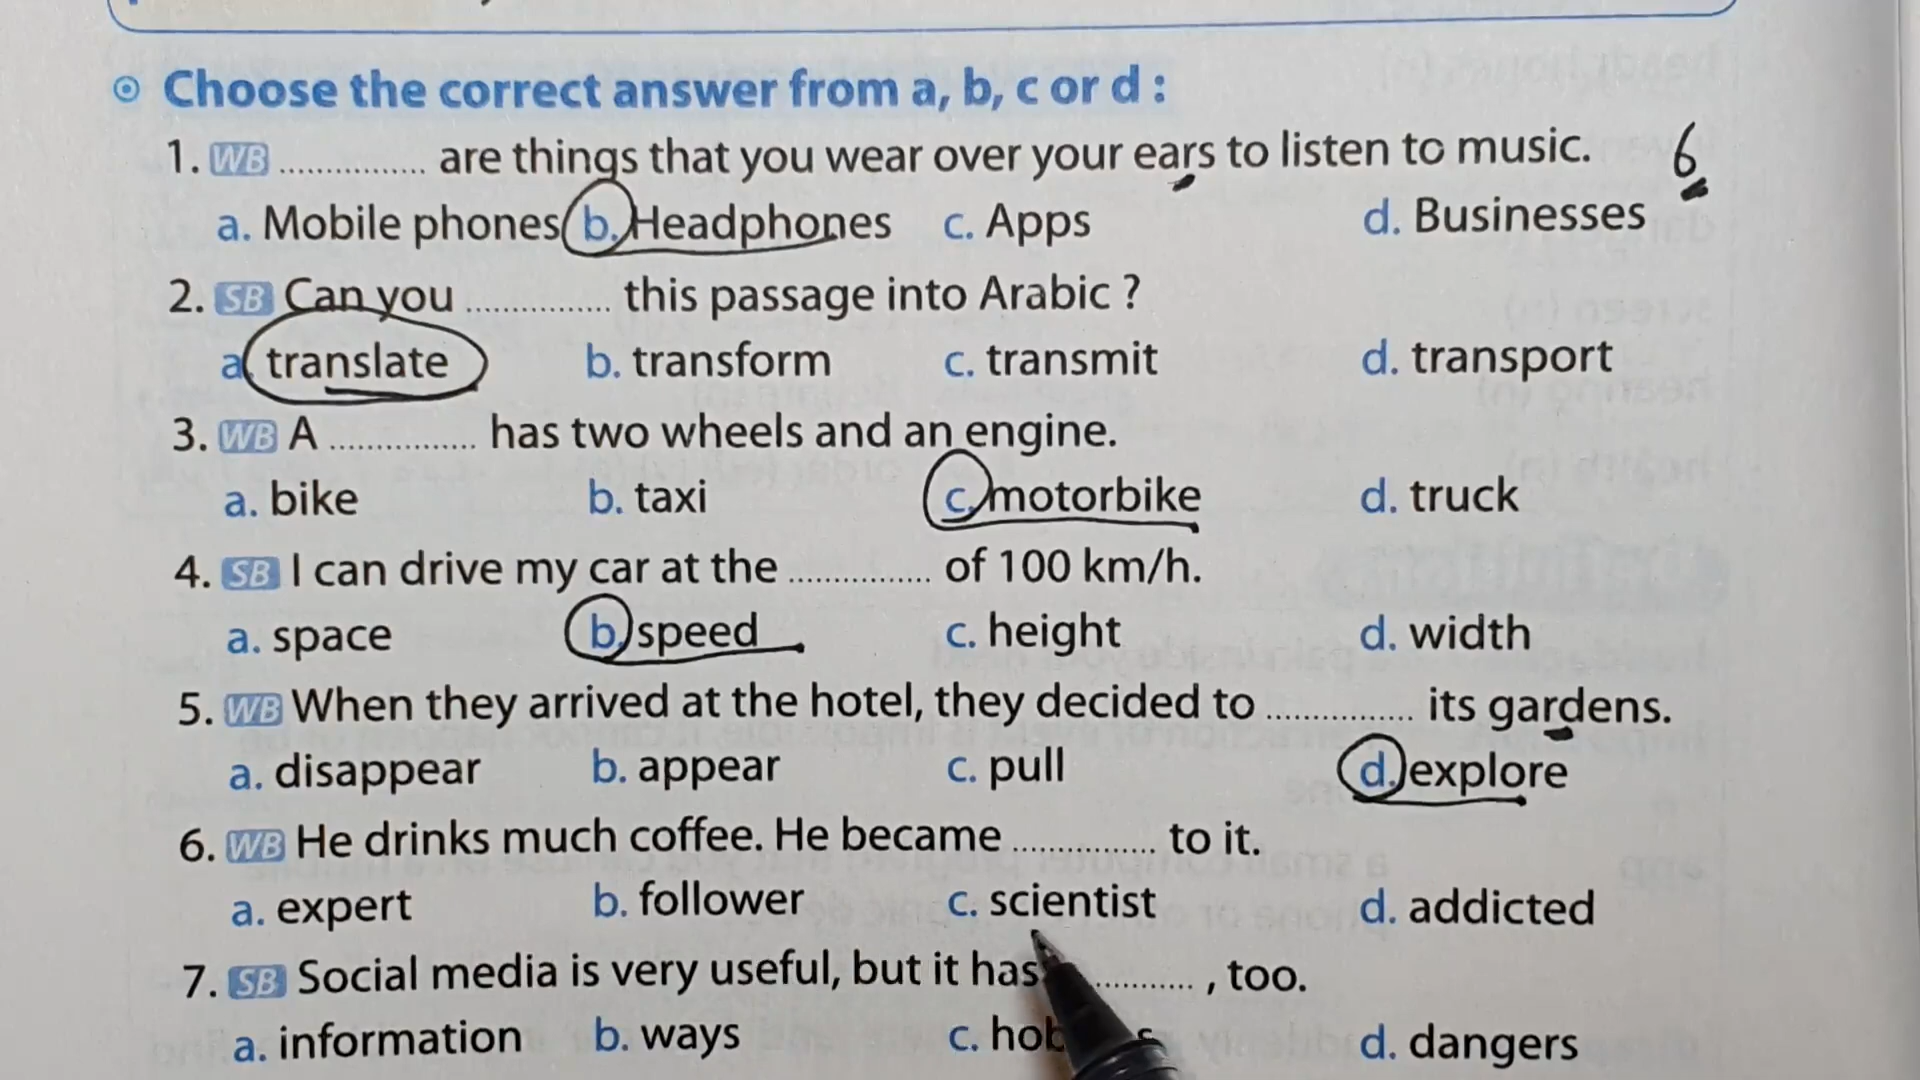 Choose the correct answer from a, b, c or d :
1. WB ............... are things that you wear over your ears to listen to music. 6
a. Mobile phones b. Headphones c. Apps d. Businesses
2. SB Can you ............... this passage into Arabic ?
a. translate b. transform c. transmit d. transport
3. WB A ............... has two wheels and an engine.
a. bike b. taxi c. motorbike d. truck
4. SB I can drive my car at the ............... of 100 km/h.
a. space b. speed c. height d. width
5. WB When they arrived at the hotel, they decided to ............... its gardens.
a. disappear b. appear c. pull d. explore
6. WB He drinks much coffee. He became ............... to it.
a. expert b. follower c. scientist d. addicted
7. SB Social media is very useful, but it has ............... , too.
a. information b. ways c. d. dangers